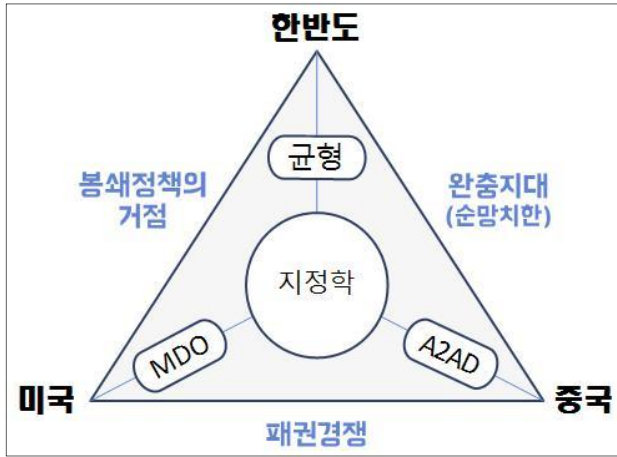 한반도
균형
봉쇄정책의
거점
완충지대
(순망치한)
지정학
MDO
A2AD
미국
중국
패권경쟁